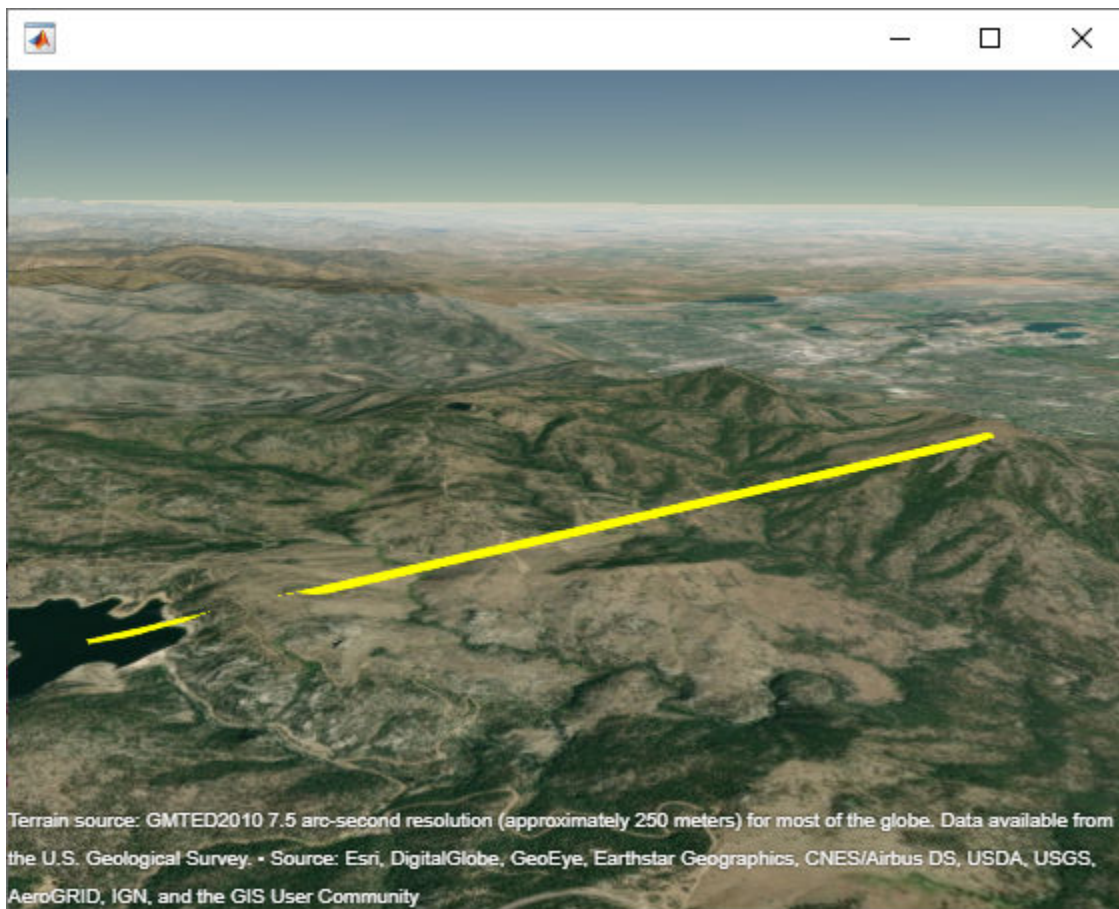 Terrain source: GMTED2010 7.5 arc-second resolution (approximately 250 meters) for most of the globe. Data available from
the U.S. Geological Survey. • Source: Esri, DigitalGlobe, GeoEye, Earthstar Geographics, CNES/Airbus DS, USDA, USGS,
AeroGRID, IGN, and the GIS User Community